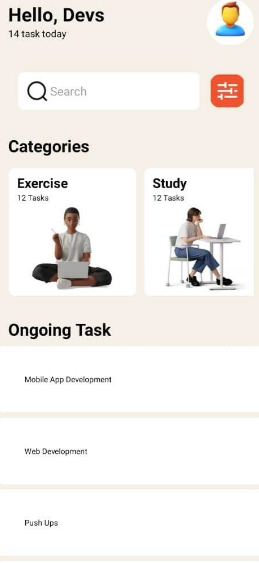 Hello, Devs
14 task today
Search
Categories
Exercise
12 Tasks
Study
12 Tasks
Ongoing Task
Mobile App Development
Web Development
Push Ups